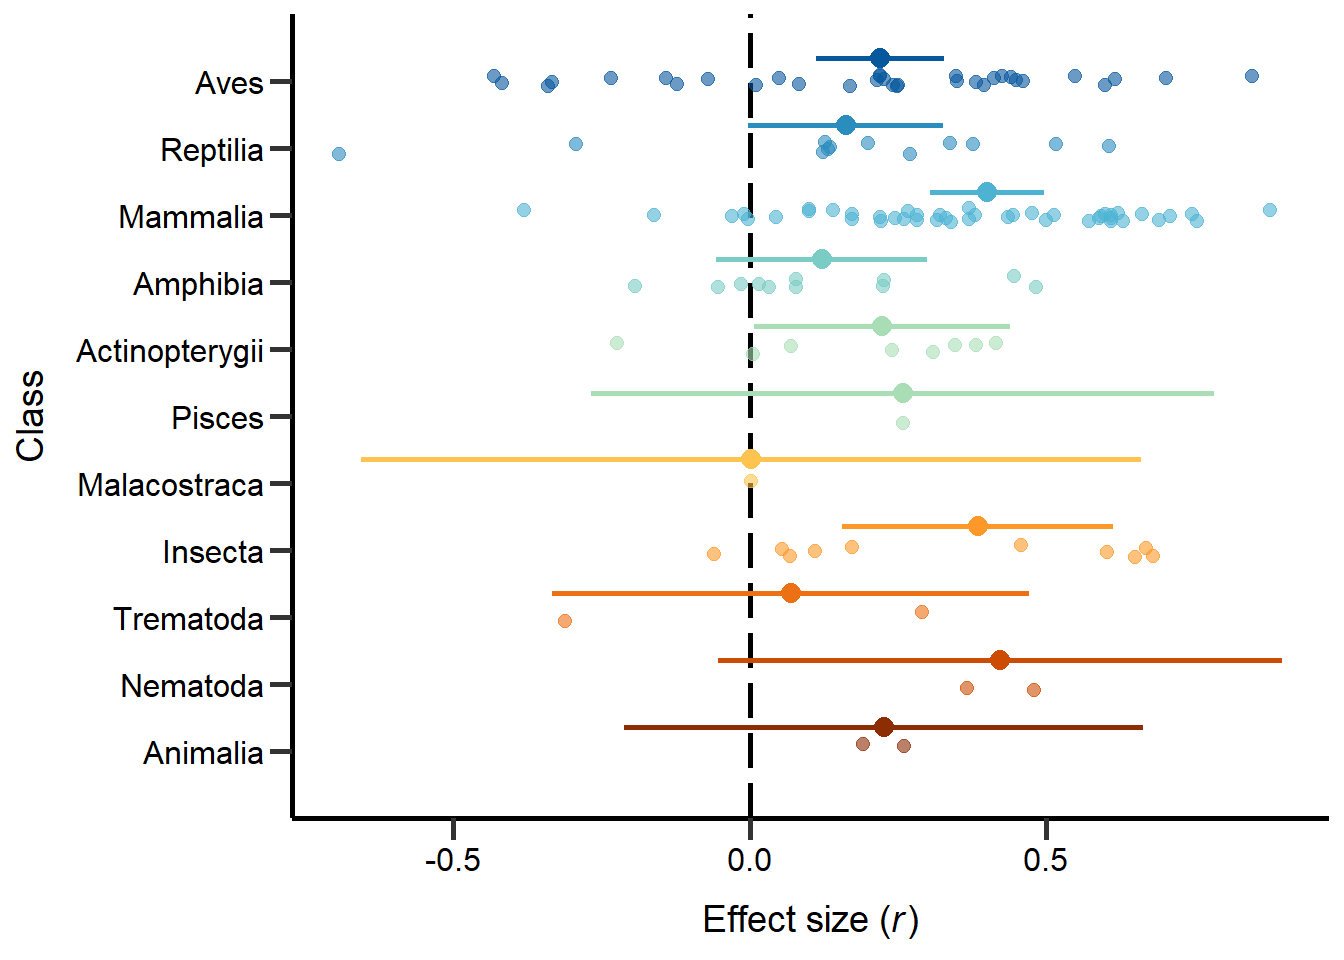 Class
Aves
Reptilia
Mammalia
Amphibia
Actinopterygii
Pisces
Malacostraca
Insecta
Trematoda
Nematoda
Animalia
-0.5 0.0 0.5
Effect size (r)